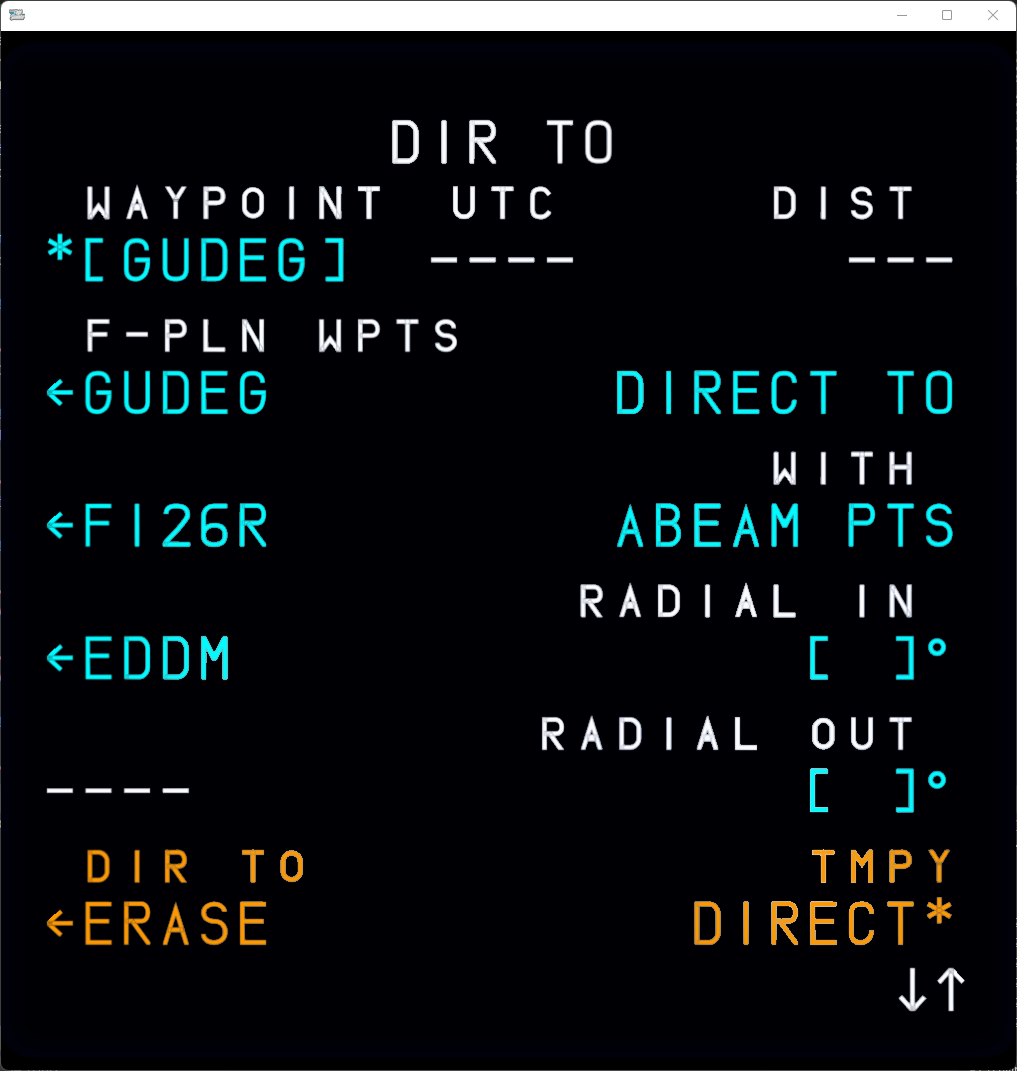 DIR TO
WAYPOINT UTC DIST
*[GUDEG] ---- ---
F-PLN WPTS
←GUDEG DIRECT TO
WITH
←FI26R ABEAM PTS
RADIAL IN
←EDDM [ ]°
RADIAL OUT
---- [ ]°
DIR TO TMPY
←ERASE DIRECT*
↓↑